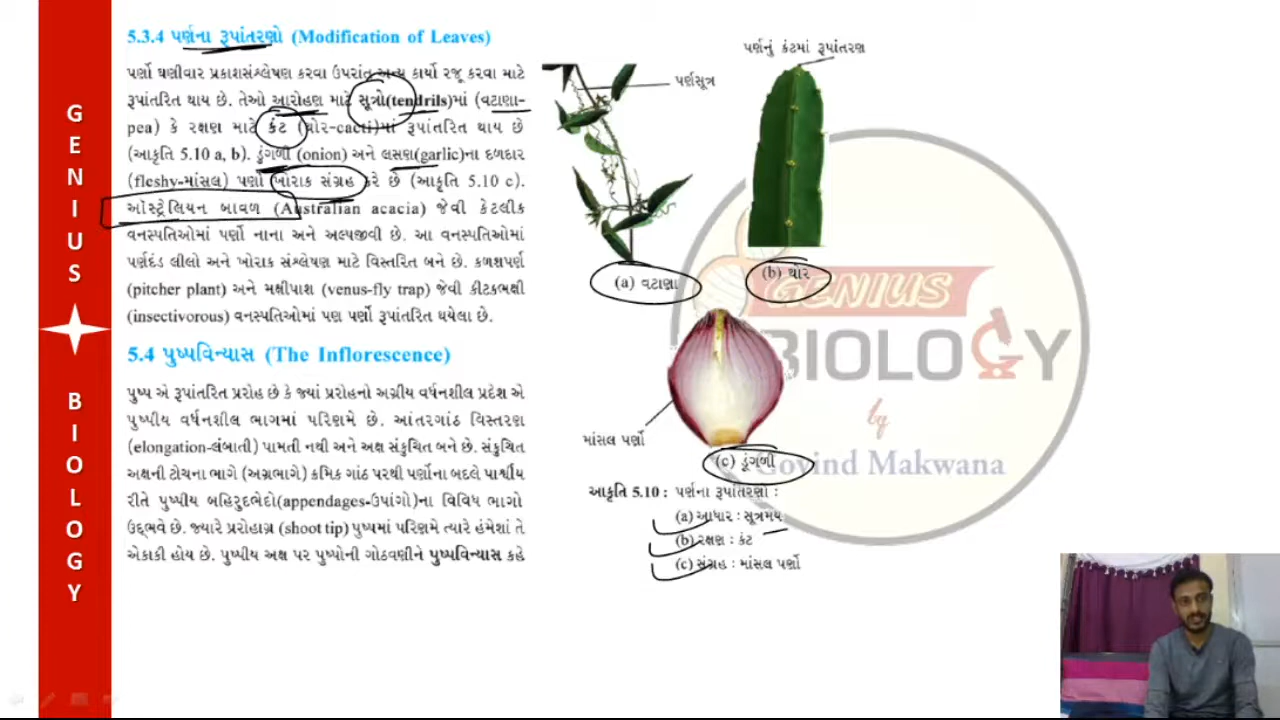 GENIUS BIOLOGY
5.3.4 પર્ણના રૂપાંતરણો (Modification of Leaves)
પર્ણો ઘણીવાર પ્રકાશસંશ્લેષણ કરવા ઉપરાંત અન્ય કાર્યો રજૂ કરવા માટે
રૂપાંતરિત થાય છે. તેઓ આરોહણ માટે સૂત્રો(tendrils)માં (વટાણા-
pea) કે રક્ષણ માટે કંટ (થોર-cacti)માં રૂપાંતરિત થાય છે
(આકૃતિ 5.10 a, b). ડુંગળી (onion) અને લસણ(garlic)ના દળદાર
(fleshy-માંસલ) પર્ણો ખોરાક સંગ્રહ કરે છે (આકૃતિ 5.10 c).
ઑસ્ટ્રેલિયન બાવળ (Australian acacia) જેવી કેટલીક
વનસ્પતિઓમાં પર્ણો નાના અને અલ્પજીવી છે. આ વનસ્પતિઓમાં
પર્ણદંડ લીલો અને ખોરાક સંશ્લેષણ માટે વિસ્તરિત બને છે. કળશપર્ણ
(pitcher plant) અને મક્ષીપાશ (venus-fly trap) જેવી કીટકભક્ષી
(insectivorous) વનસ્પતિઓમાં પણ પર્ણો રૂપાંતરિત થયેલા છે.
5.4 પુષ્પવિન્યાસ (The Inflorescence)
પુષ્પ એ રૂપાંતરિત પ્રરોહ છે કે જ્યાં પ્રરોહનો અગ્રીય વર્ધનશીલ પ્રદેશ એ
પુષ્પીય વર્ધનશીલ ભાગમાં પરિણમે છે. આંતરગાંઠ વિસ્તરણ
(elongation-લંબાતી) પામતી નથી અને અક્ષ સંકુચિત બને છે. સંકુચિત
અક્ષની ટોચના ભાગે (અગ્રભાગે) ક્રમિક ગાંઠ પરથી પર્ણોના બદલે પાર્શ્વીય
રીતે પુષ્પીય બહિરુદભેદો(appendages-ઉપાંગો)ના વિવિધ ભાગો
ઉદ્દભવે છે. જ્યારે પ્રરોહાગ્ર (shoot tip) પુષ્પમાં પરિણમે ત્યારે હંમેશાં તે
એકાકી હોય છે. પુષ્પીય અક્ષ પર પુષ્પોની ગોઠવણીને પુષ્પવિન્યાસ કહે
પર્ણનું કંટમાં રૂપાંતરણ
પર્ણસૂત્ર
(a) વટાણા
(b) થોર
માંસલ પર્ણો
(c) ડુંગળી
આકૃતિ 5.10 : પર્ણના રૂપાંતરણો :
(a) આધાર : સૂત્રમય
(b) રક્ષણ : કંટ
(c) સંગ્રહ : માંસલ પર્ણો
GENIUS
BIOLOGY
by
Govind Makwana